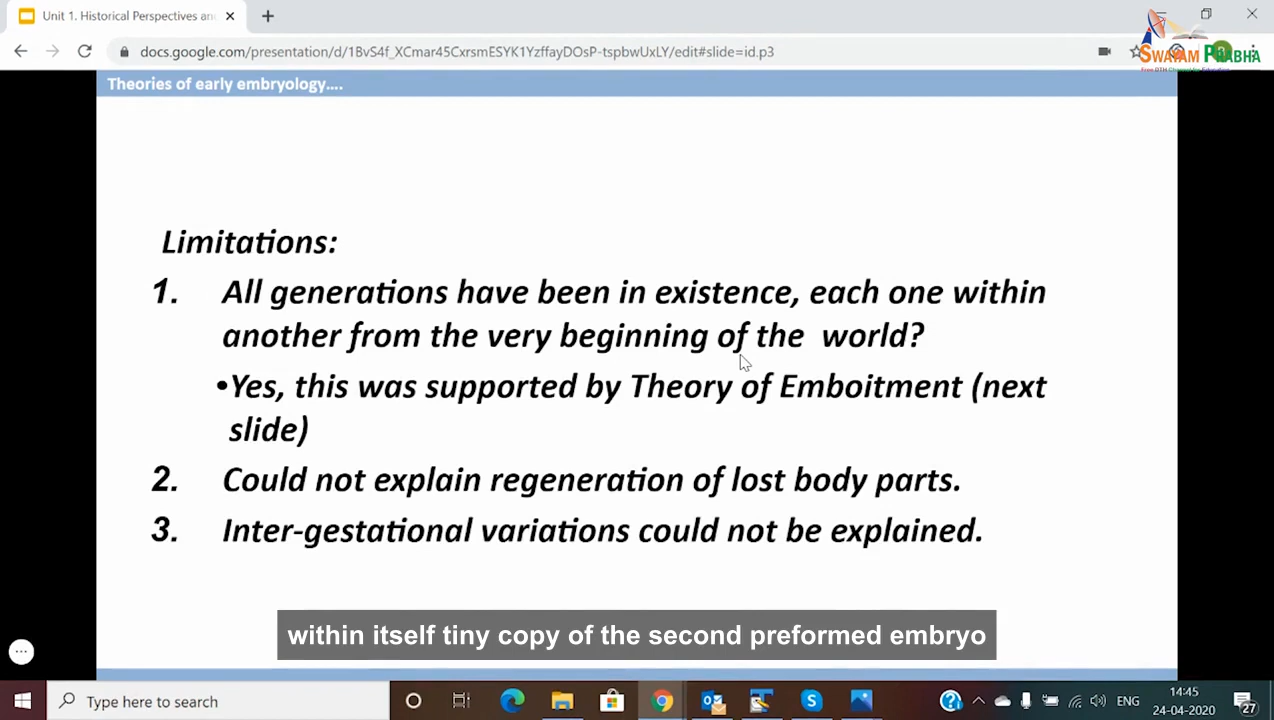 Unit 1. Historical Perspectives an
docs.google.com/presentation/d/1BvS4f_XCmar45CxrsmESYK1YzffayDOsP-tspbwUxLY/edit#slide=id.p3
SWAYAM PRABHA
Theories of early embryology....
Limitations:
1. All generations have been in existence, each one within
another from the very beginning of the world?
•Yes, this was supported by Theory of Emboitment (next
slide)
2. Could not explain regeneration of lost body parts.
3. Inter-gestational variations could not be explained.
within itself tiny copy of the second preformed embryo
Type here to search
ENG
14:45
24-04-2020
27